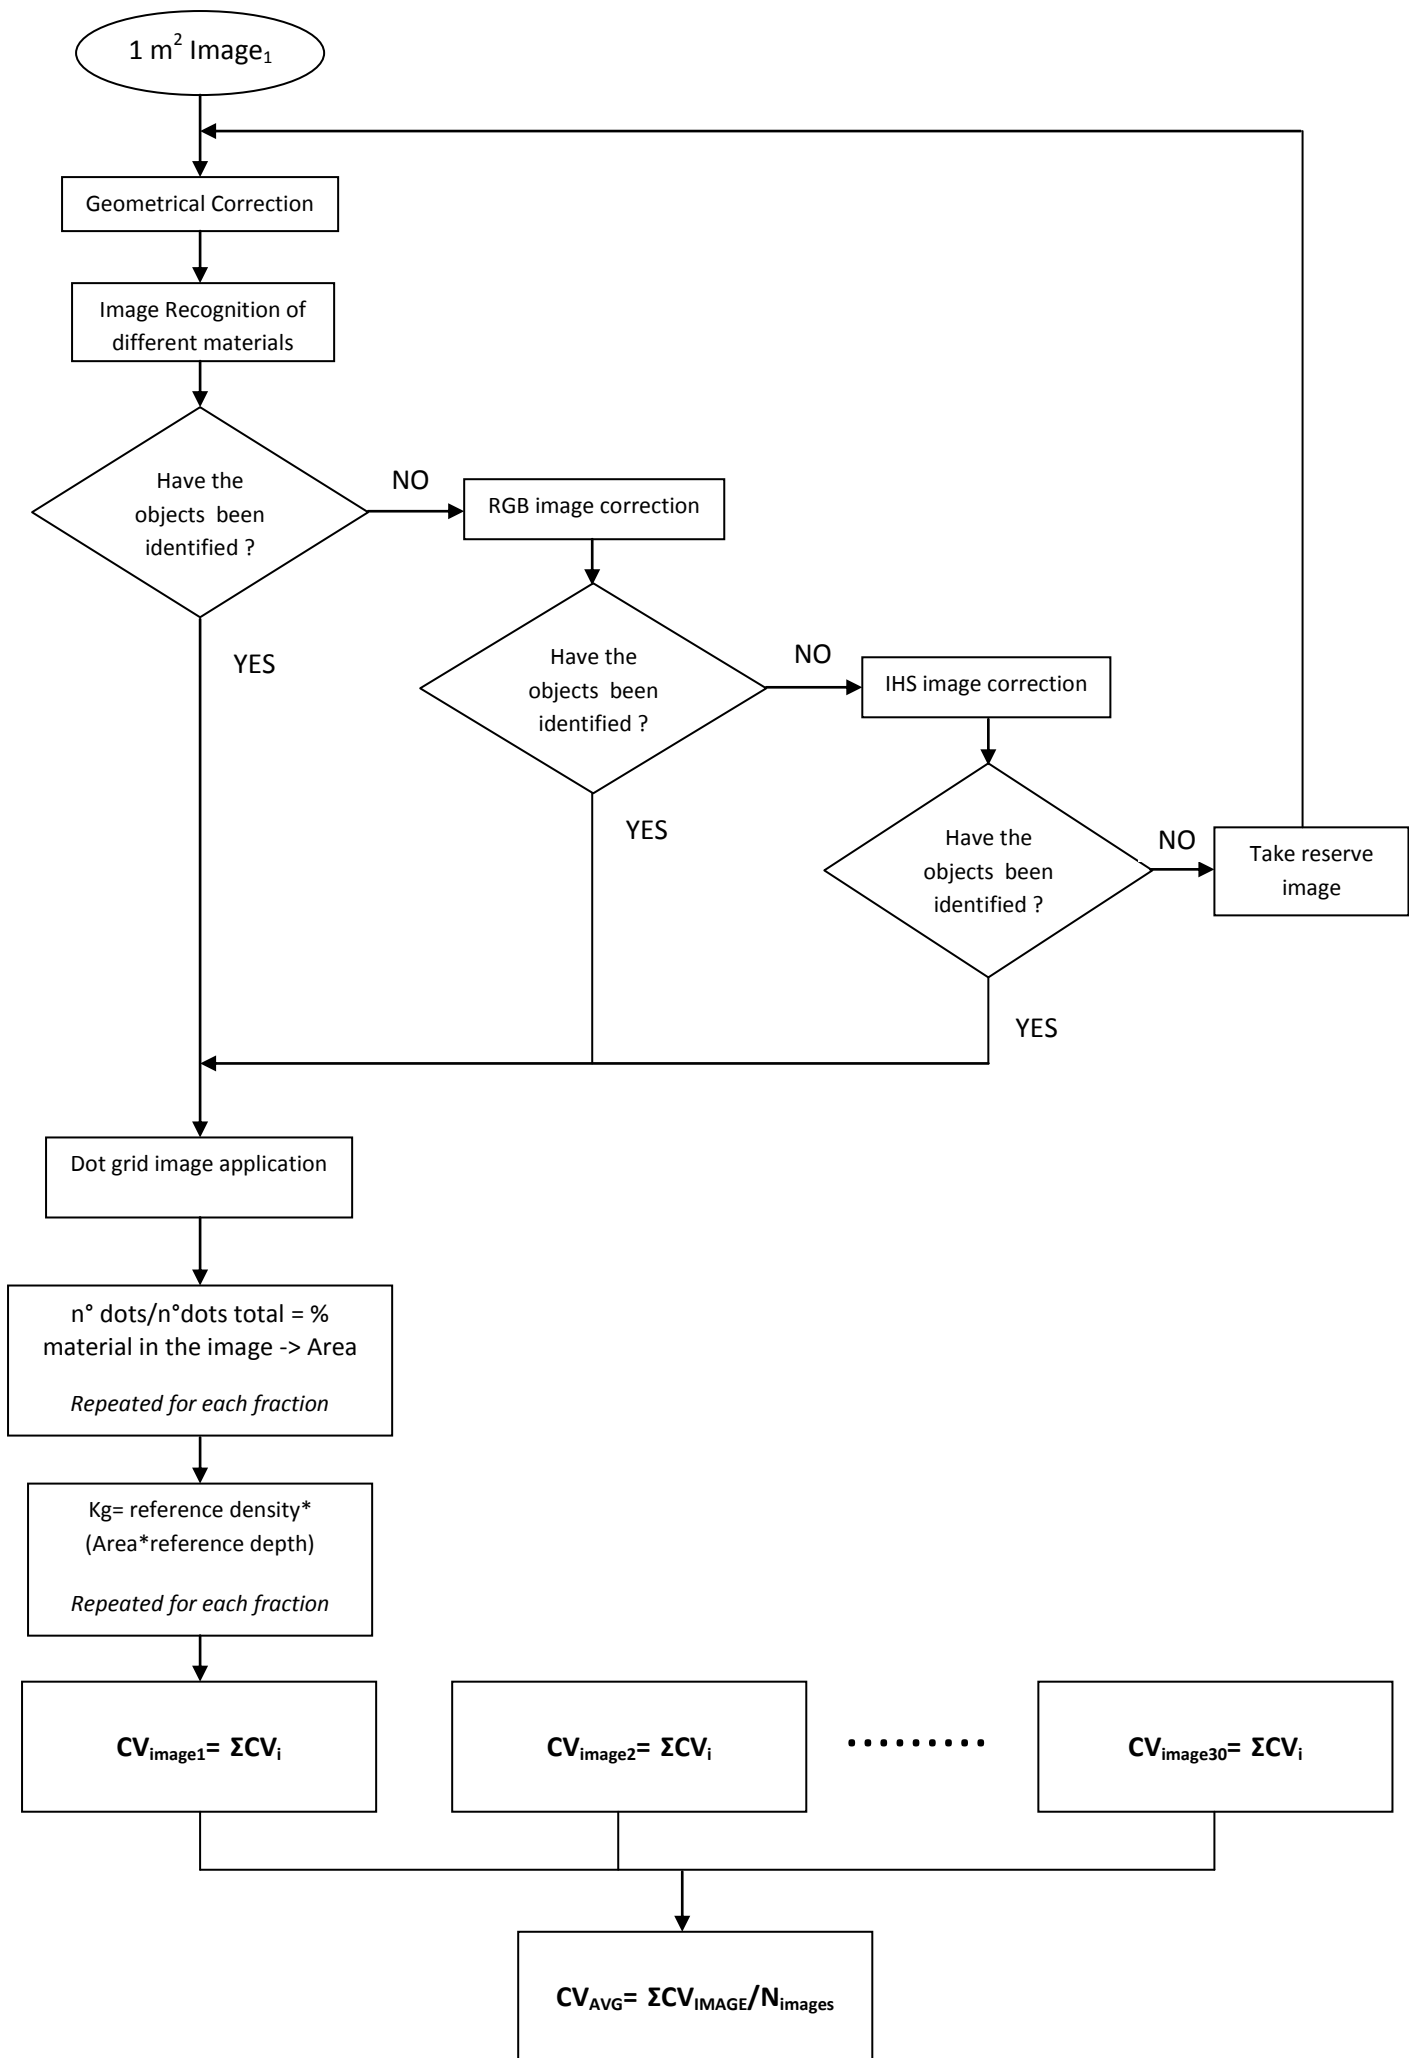 1 m² Image₁
Geometrical Correction
Image Recognition of
different materials
Have the
objects been
identified ?
NO
RGB image correction
YES
Have the
objects been
identified ?
NO
IHS image correction
YES
Have the
objects been
identified ?
NO
Take reserve
image
YES
Dot grid image application
n° dots/n°dots total = %
material in the image -> Area
Repeated for each fraction
Kg= reference density*
(Area*reference depth)
Repeated for each fraction
CVimage1= ΣCVi
CVimage2= ΣCVi
.........
CVimage30= ΣCVi
CVAVG= ΣCVIMAGE/Nimages